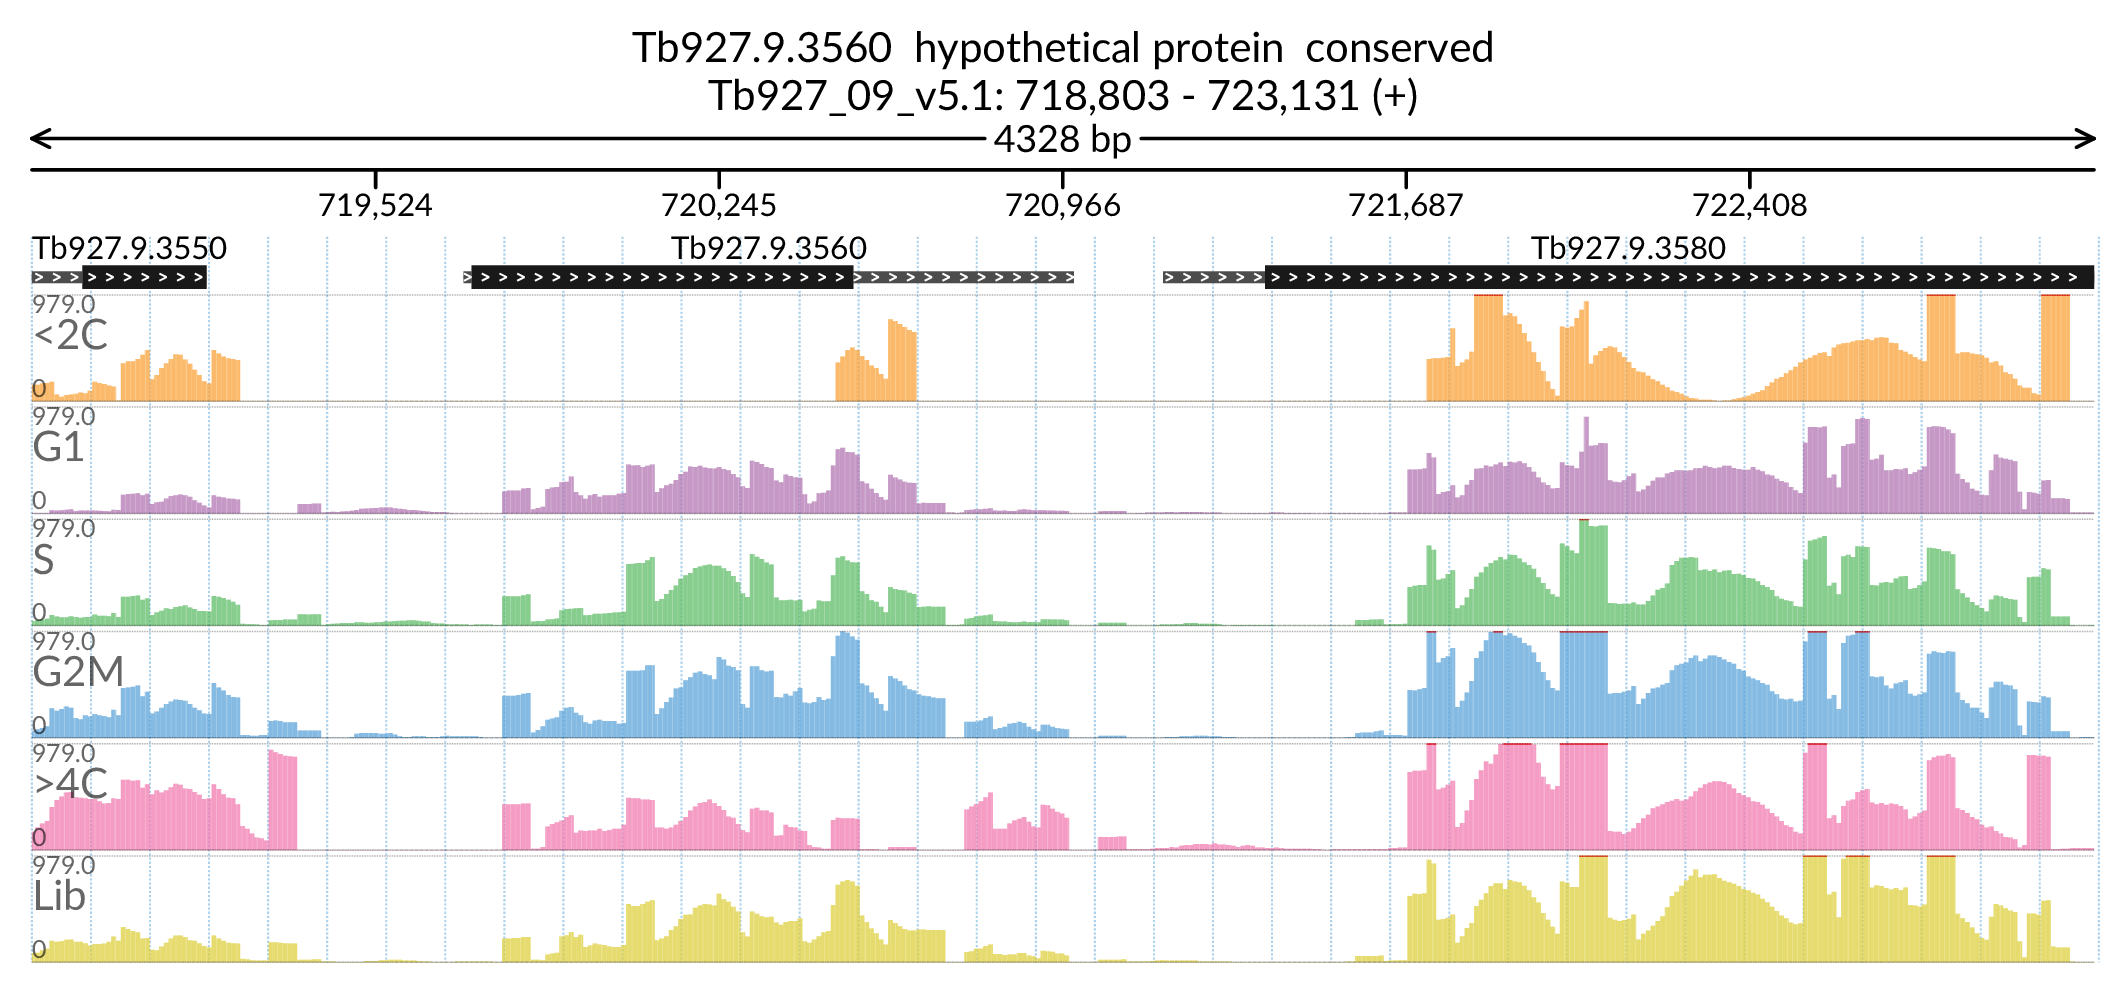 Tb927.9.3560 hypothetical protein conserved
Tb927_09_v5.1: 718,803 - 723,131 (+)
4328 bp
719,524 720,245 720,966 721,687 722,408
Tb927.9.3550 Tb927.9.3560 Tb927.9.3580
979.0
<2C
0
979.0
G1
0
979.0
S
0
979.0
G2M
0
979.0
>4C
0
979.0
Lib
0